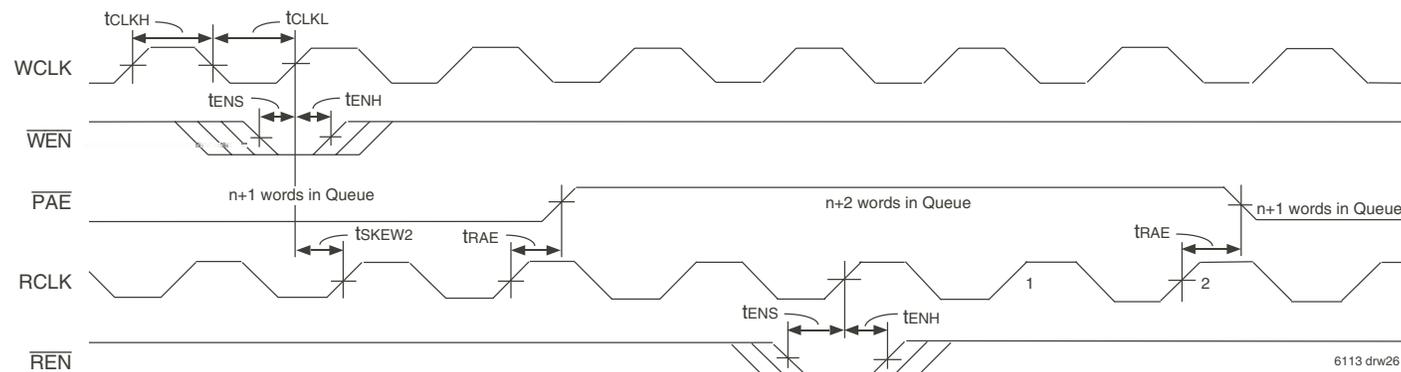 tCLKH
tCLKL
WCLK
tENS
tENH
WEN
n+1 words in Queue
PAE
n+2 words in Queue
n+1 words in Queue
tSKEW2
tRAE
tRAE
RCLK
1
2
tENS
tENH
REN
6113 drw26